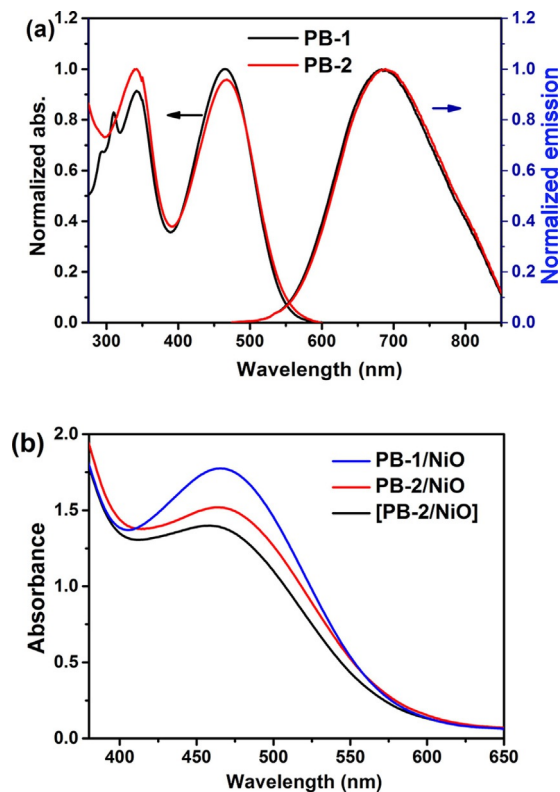 (a)
PB-1
PB-2
Normalized abs.
1.2
1.0
0.8
0.6
0.4
0.2
0.0
300 400 500 600 700 800
Wavelength (nm)
1.2
1.0
0.8
0.6
0.4
0.2
0.0
Normalized emission
(b)
PB-1/NiO
PB-2/NiO
[PB-2/NiO]
Absorbance
2.0
1.5
1.0
0.5
0.0
400 450 500 550 600 650
Wavelength (nm)